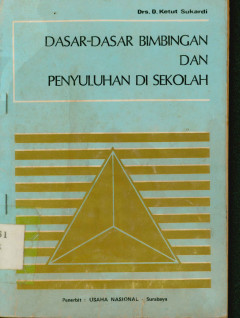 Drs. D. Ketut Sukardi
DASAR-DASAR BIMBINGAN
DAN
PENYULUHAN DI SEKOLAH
Penerbit : USAHA NASIONAL - Surabaya